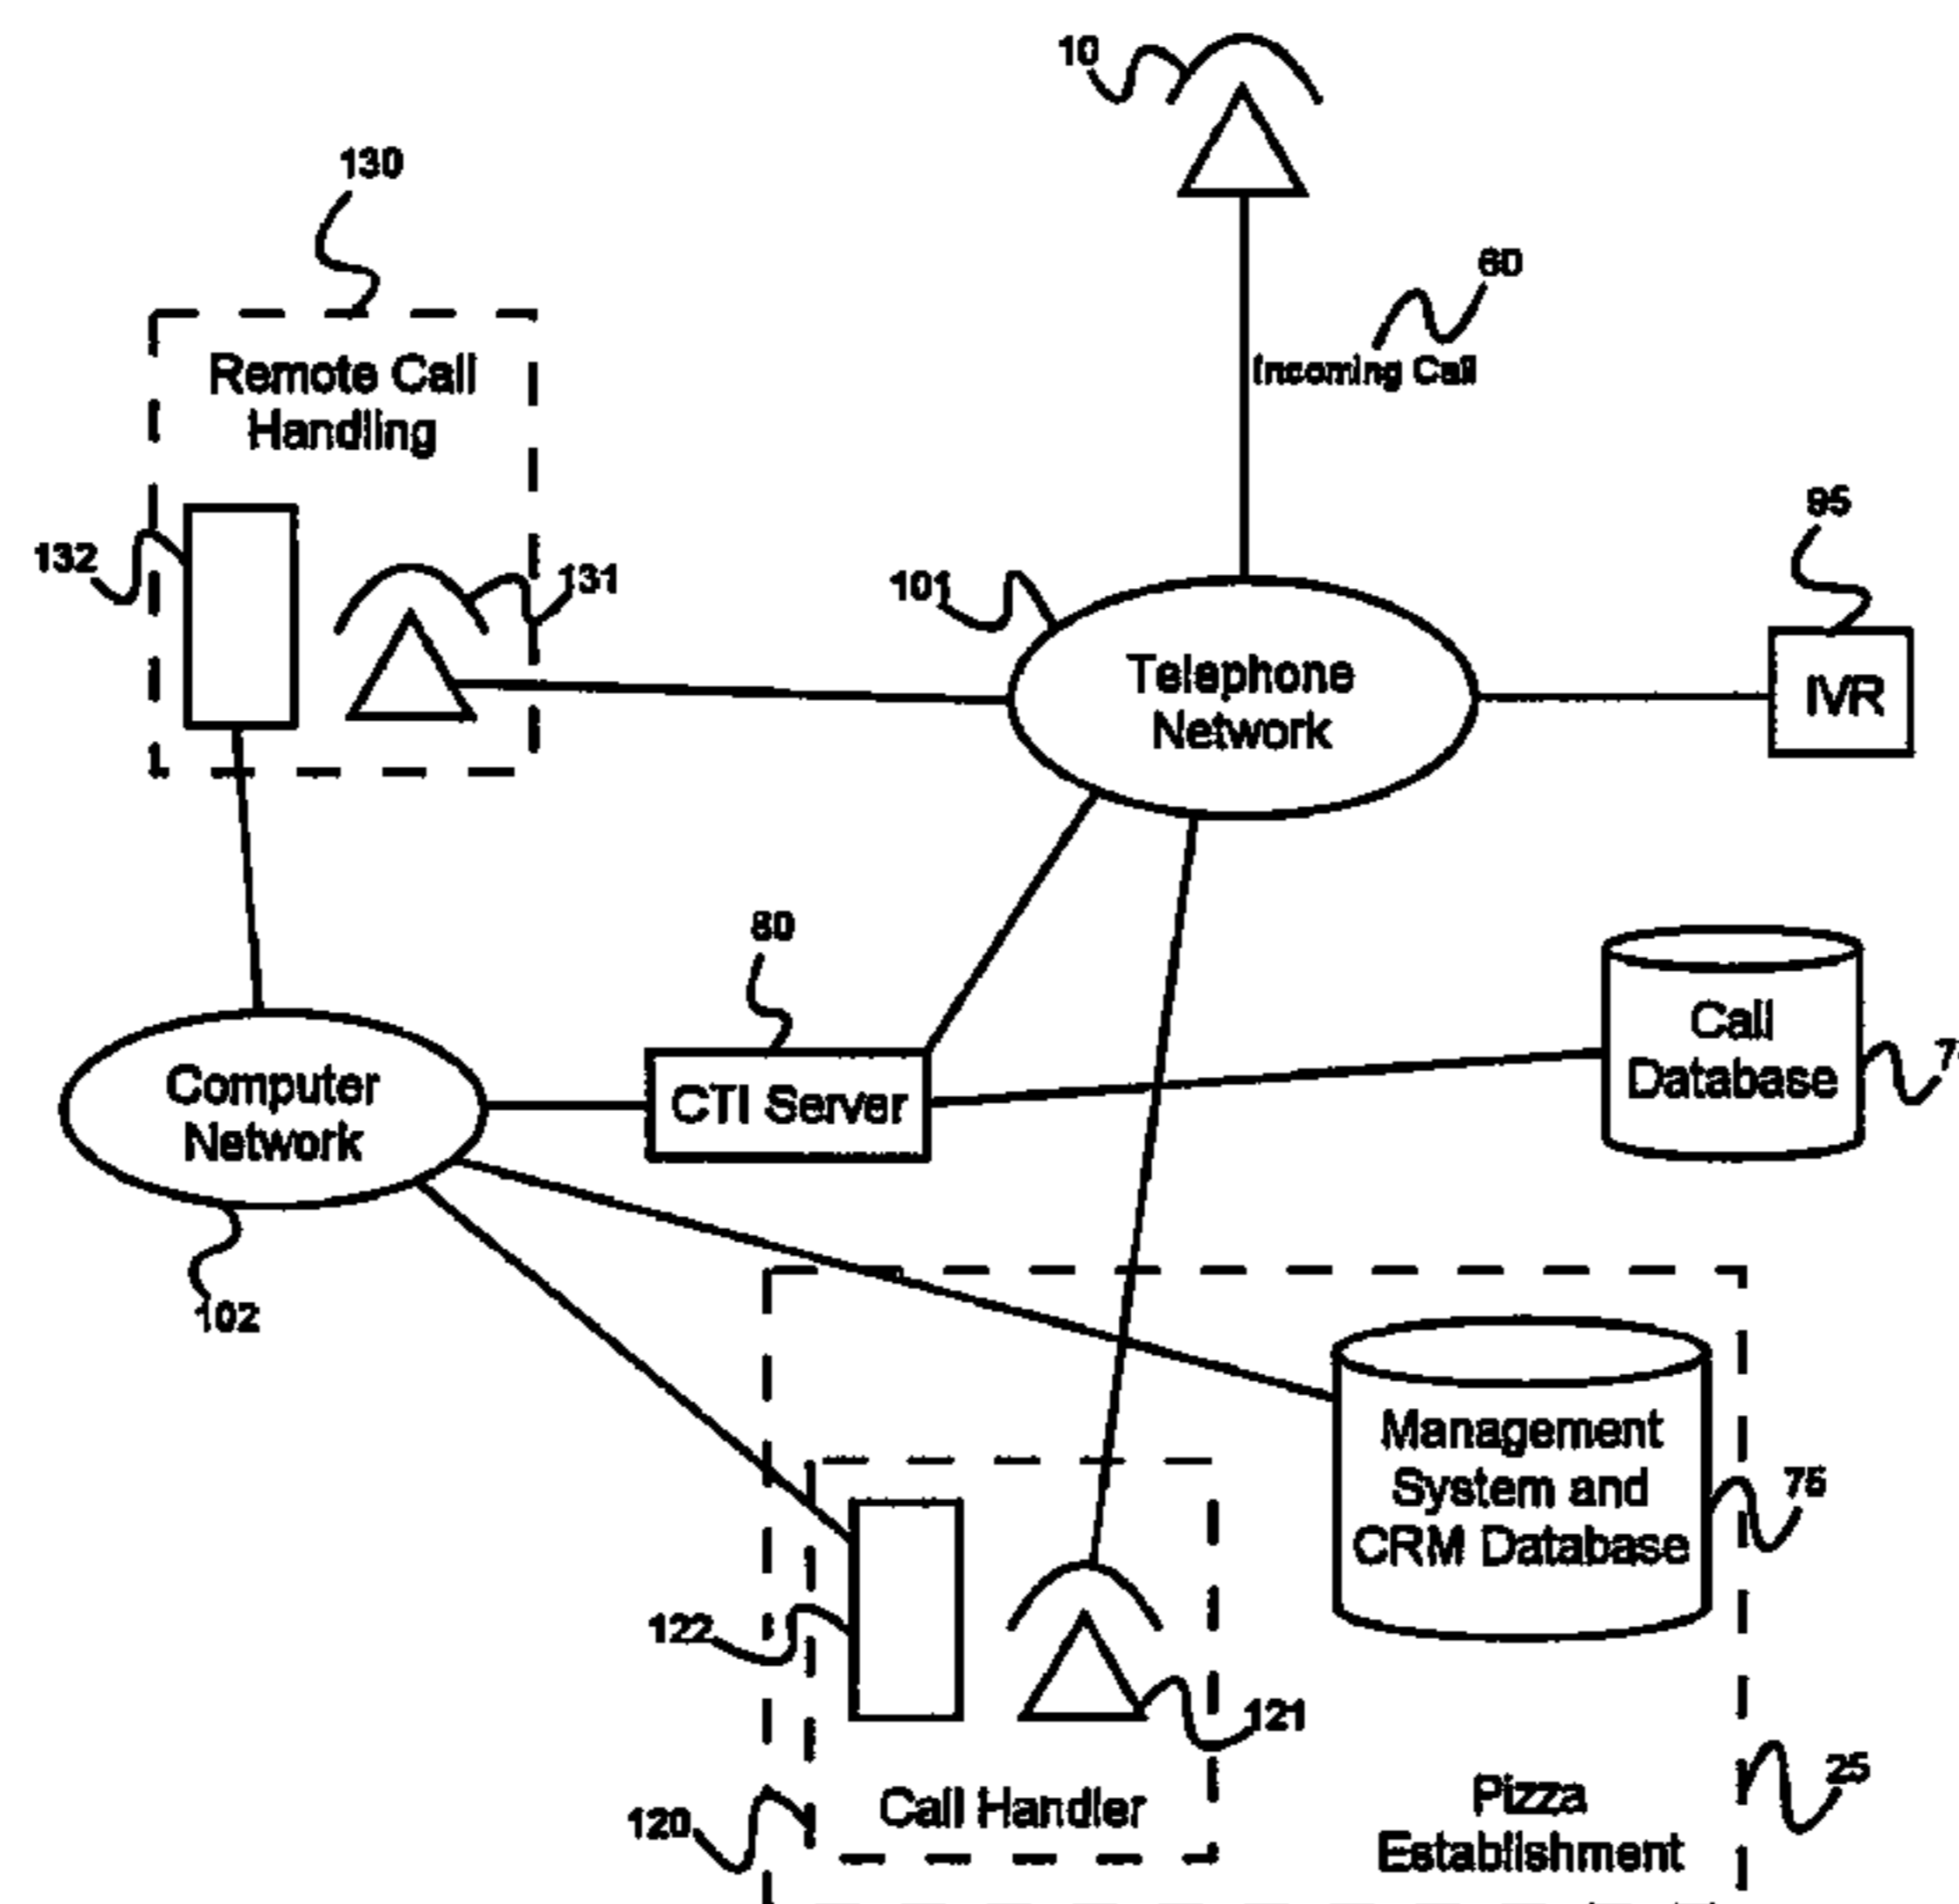 10
130
60
Incoming Call
Remote Call
Handling
95
132
131
101
Telephone
Network
IVR
80
Call
Database
Computer
Network
CTI Server
102
Management
System and
CRM Database
75
122
121
120
Call Handler
Pizza
Establishment
25